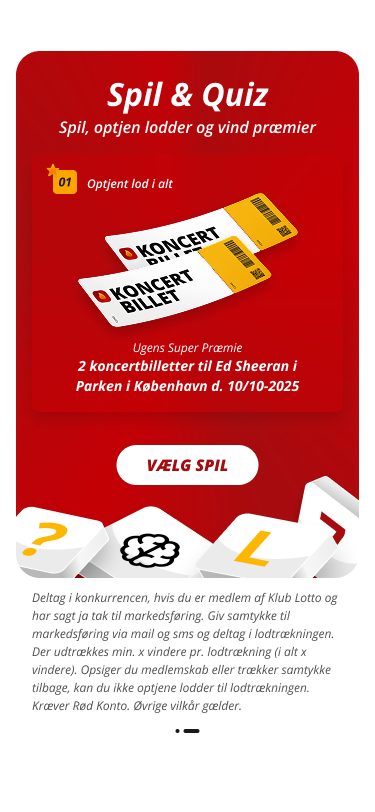 Spil & Quiz
Spil, optjen lodder og vind præmier
01 Optjent lod i alt
KONCERT
BILLET
KONCERT
BILLET
Ugens Super Præmie
2 koncertbilletter til Ed Sheeran i
Parken i København d. 10/10-2025
VÆLG SPIL
?
L
Deltag i konkurrencen, hvis du er medlem af Klub Lotto og
har sagt ja tak til markedsføring. Giv samtykke til
markedsføring via mail og sms og deltag i lodtrækningen.
Der udtrækkes min. x vindere pr. lodtrækning (i alt x
vindere). Opsiger du medlemskab eller trækker samtykke
tilbage, kan du ikke optjene lodder til lodtrækningen.
Kræver Rød Konto. Øvrige vilkår gælder.